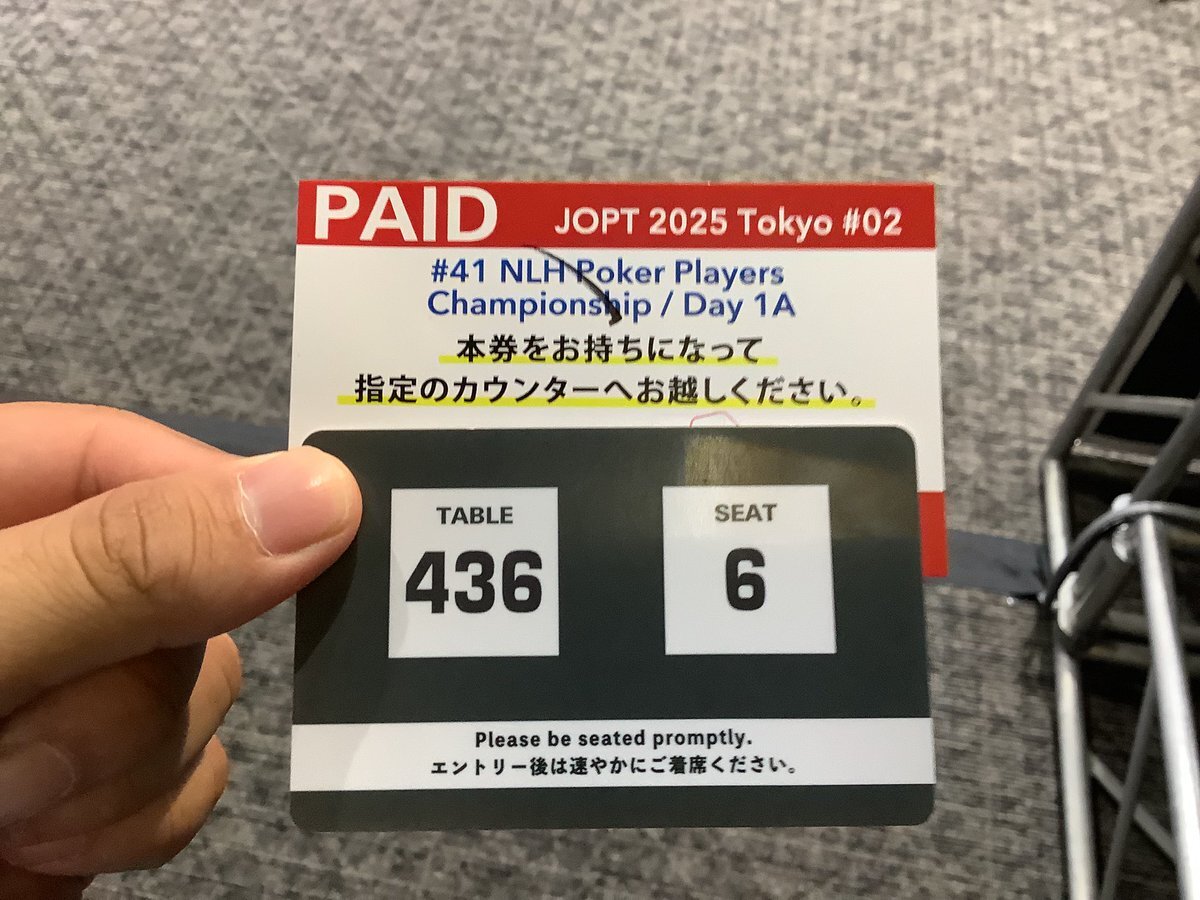 PAID JOPT 2025 Tokyo #02
#41 NLH Poker Players
Championship / Day 1A
本券をお持ちになって
指定のカウンターへお越しください。
TABLE SEAT
436 6
Please be seated promptly.
エントリー後は速やかにご着席ください。